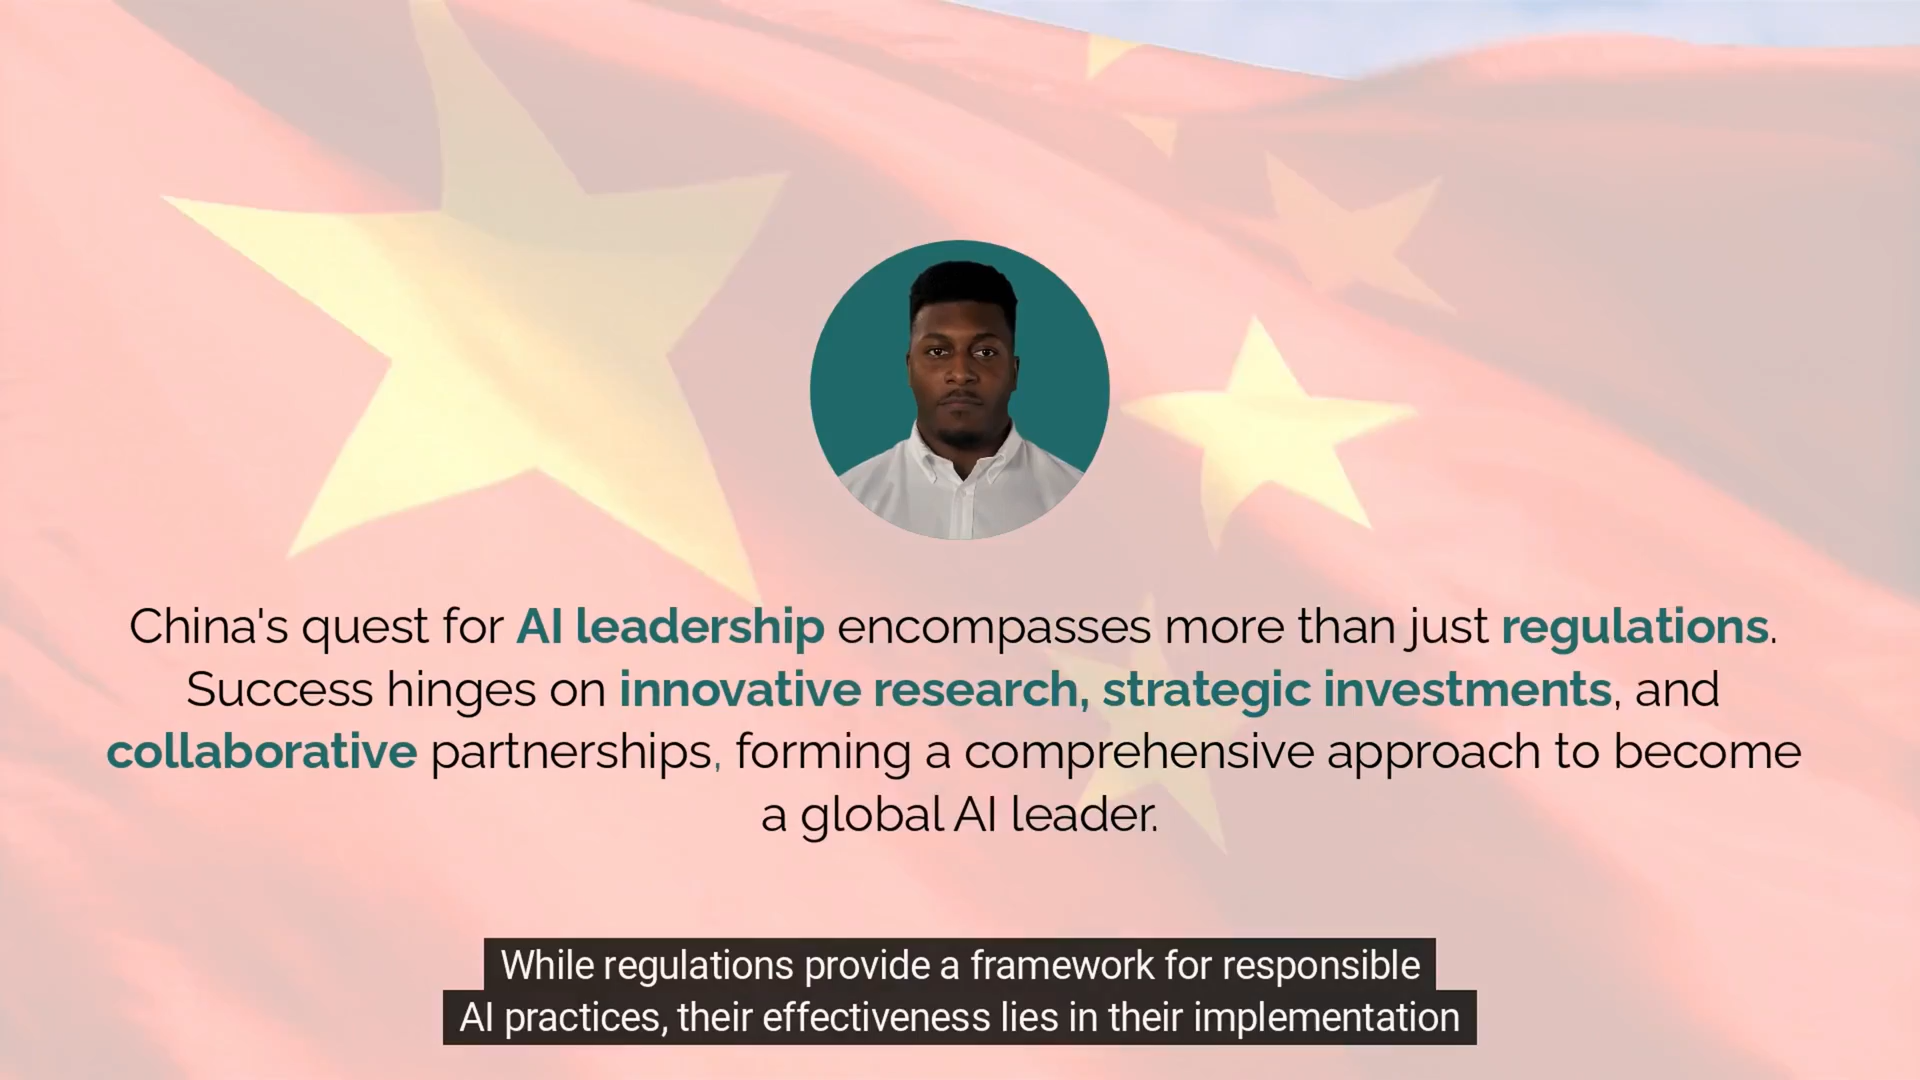 China's quest for AI leadership encompasses more than just regulations.
Success hinges on innovative research, strategic investments, and
collaborative partnerships, forming a comprehensive approach to become
a global AI leader.
While regulations provide a framework for responsible
AI practices, their effectiveness lies in their implementation